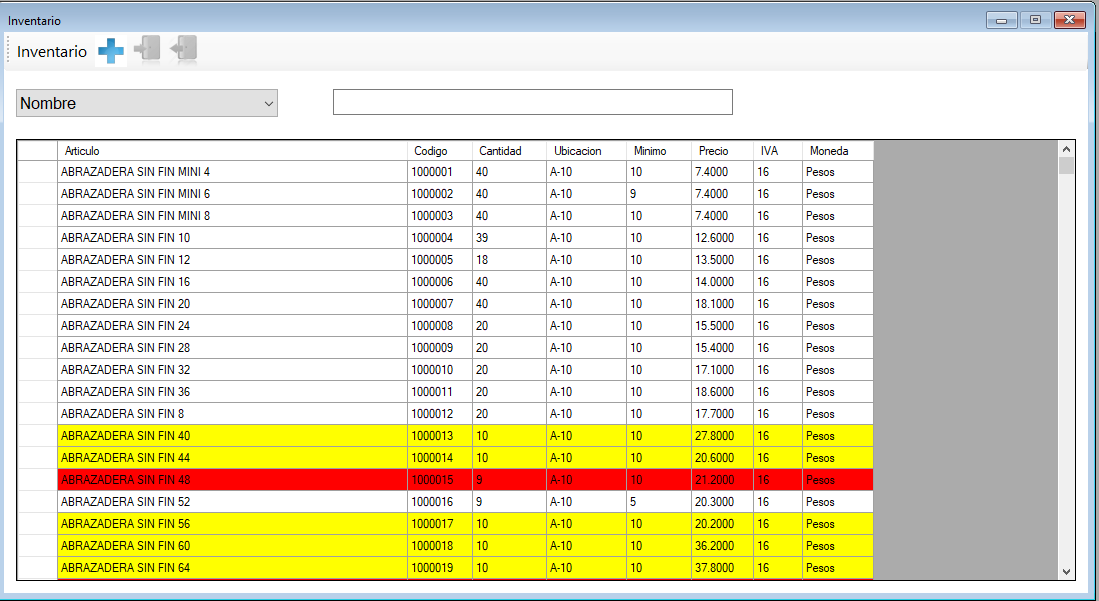 Inventario
Inventario
Nombre
Articulo Codigo Cantidad Ubicacion Minimo Precio IVA Moneda
ABRAZADERA SIN FIN MINI 4 1000001 40 A-10 10 7.4000 16 Pesos
ABRAZADERA SIN FIN MINI 6 1000002 40 A-10 9 7.4000 16 Pesos
ABRAZADERA SIN FIN MINI 8 1000003 40 A-10 10 7.4000 16 Pesos
ABRAZADERA SIN FIN 10 1000004 39 A-10 10 12.6000 16 Pesos
ABRAZADERA SIN FIN 12 1000005 18 A-10 10 13.5000 16 Pesos
ABRAZADERA SIN FIN 16 1000006 40 A-10 10 14.0000 16 Pesos
ABRAZADERA SIN FIN 20 1000007 40 A-10 10 18.1000 16 Pesos
ABRAZADERA SIN FIN 24 1000008 20 A-10 10 15.5000 16 Pesos
ABRAZADERA SIN FIN 28 1000009 20 A-10 10 15.4000 16 Pesos
ABRAZADERA SIN FIN 32 1000010 20 A-10 10 17.1000 16 Pesos
ABRAZADERA SIN FIN 36 1000011 20 A-10 10 18.6000 16 Pesos
ABRAZADERA SIN FIN 8 1000012 20 A-10 10 17.7000 16 Pesos
ABRAZADERA SIN FIN 40 1000013 10 A-10 10 27.8000 16 Pesos
ABRAZADERA SIN FIN 44 1000014 10 A-10 10 20.6000 16 Pesos
ABRAZADERA SIN FIN 48 1000015 9 A-10 10 21.2000 16 Pesos
ABRAZADERA SIN FIN 52 1000016 9 A-10 5 20.3000 16 Pesos
ABRAZADERA SIN FIN 56 1000017 10 A-10 10 20.2000 16 Pesos
ABRAZADERA SIN FIN 60 1000018 10 A-10 10 36.2000 16 Pesos
ABRAZADERA SIN FIN 64 1000019 10 A-10 10 37.8000 16 Pesos